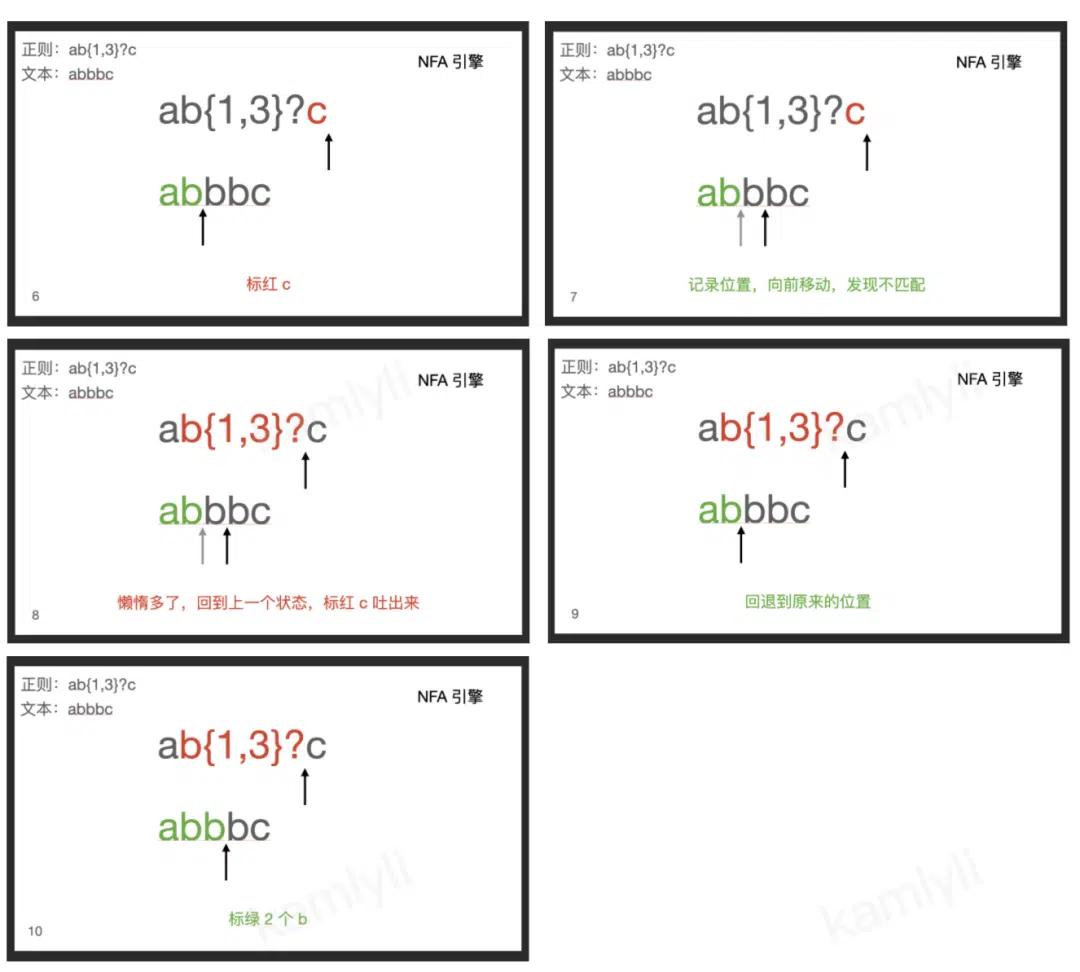 正则：ab{1,3}?c
文本：abbbc
NFA 引擎
ab{1,3}?c
abbbc
标红 c
6
正则：ab{1,3}?c
文本：abbbc
NFA 引擎
ab{1,3}?c
abbbc
记录位置，向前移动，发现不匹配
7
正则：ab{1,3}?c
文本：abbbc
NFA 引擎
ab{1,3}?c
abbbc
懒惰多了，回到上一个状态，标红 c 吐出来
8
kamlyli
正则：ab{1,3}?c
文本：abbbc
NFA 引擎
ab{1,3}?c
abbbc
回退到原来的位置
9
kamlyli
正则：ab{1,3}?c
文本：abbbc
NFA 引擎
ab{1,3}?c
abbbc
标绿 2 个 b
10
kamlyli
kamlyli